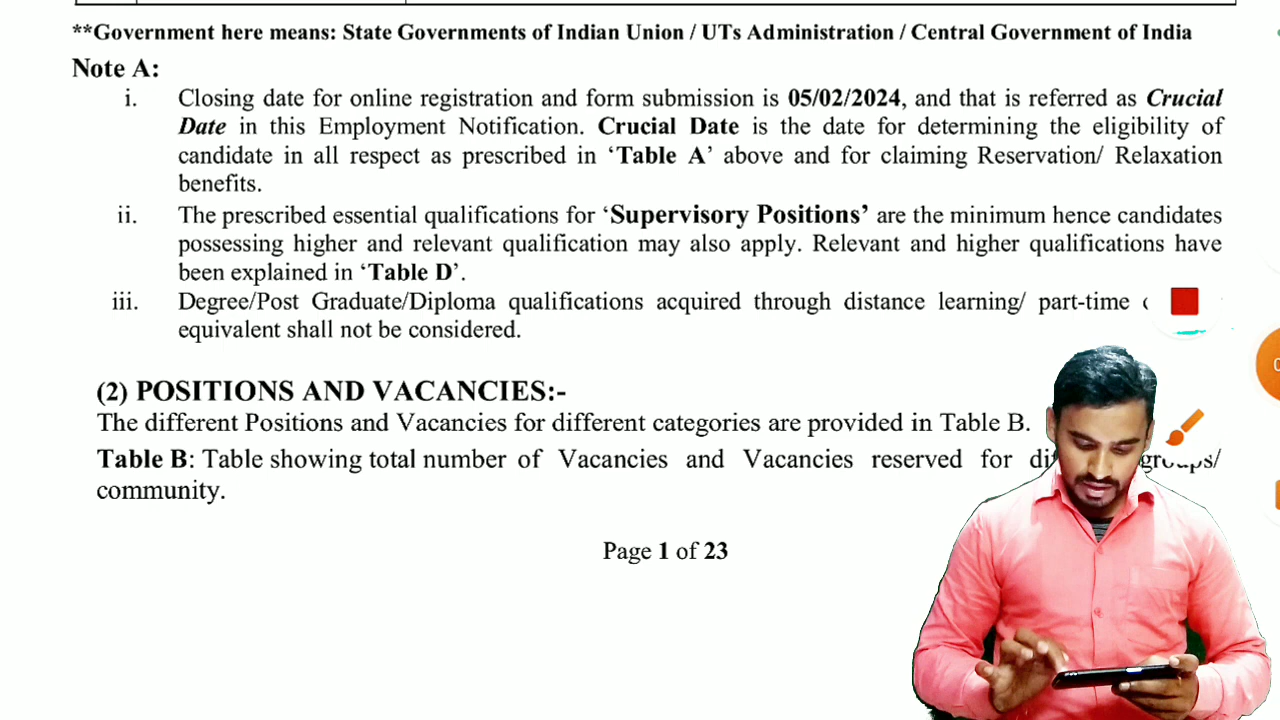 **Government here means: State Governments of Indian Union / UTs Administration / Central Government of India
Note A:
i. Closing date for online registration and form submission is 05/02/2024, and that is referred as Crucial
Date in this Employment Notification. Crucial Date is the date for determining the eligibility of
candidate in all respect as prescribed in ‘Table A’ above and for claiming Reservation/ Relaxation
benefits.
ii. The prescribed essential qualifications for ‘Supervisory Positions’ are the minimum hence candidates
possessing higher and relevant qualification may also apply. Relevant and higher qualifications have
been explained in ‘Table D’.
iii. Degree/Post Graduate/Diploma qualifications acquired through distance learning/ part-time
equivalent shall not be considered.
(2) POSITIONS AND VACANCIES:-
The different Positions and Vacancies for different categories are provided in Table B.
Table B: Table showing total number of Vacancies and Vacancies reserved for groups/
community.
Page 1 of 23